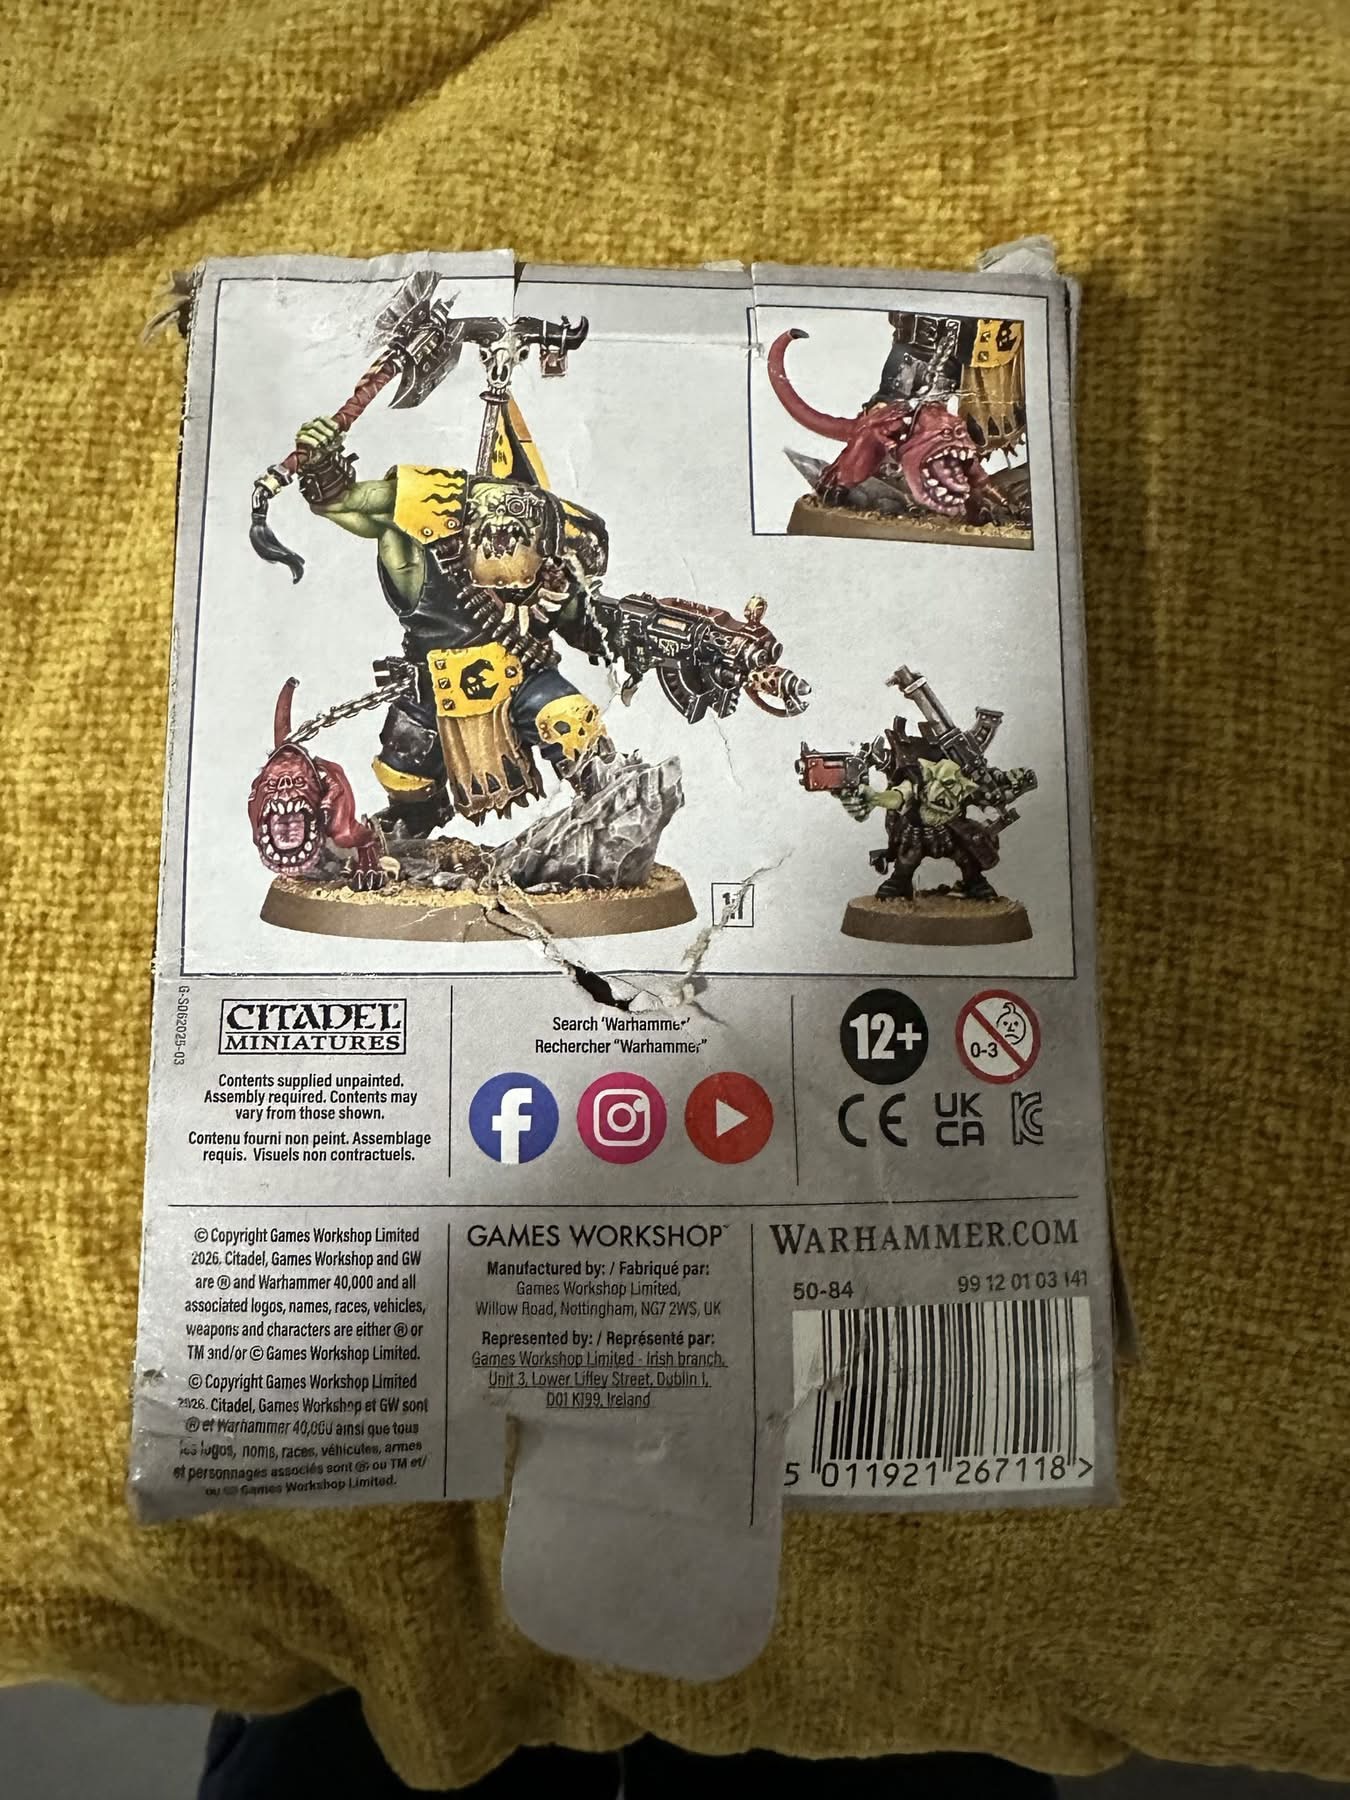 1:1
G-S062025-03
CITADEL®
MINIATURES
Contents supplied unpainted.
Assembly required. Contents may
vary from those shown.
Contenu fourni non peint. Assemblage
requis. Visuels non contractuels.
Search 'Warhammer'
Rechercher "Warhammer"
12+
0-3
CE
UK
CA
© Copyright Games Workshop Limited
2026. Citadel, Games Workshop and GW
are ® and Warhammer 40,000 and all
associated logos, names, races, vehicles,
weapons and characters are either ® or
TM and/or © Games Workshop Limited.
© Copyright Games Workshop Limited
2026. Citadel, Games Workshop et GW sont
® et Warhammer 40,000 ainsi que tous
les logos, noms, races, véhicules, armes
et personnages associés sont ® ou TM et/
ou © Games Workshop Limited.
GAMES WORKSHOP™
Manufactured by: / Fabriqué par:
Games Workshop Limited,
Willow Road, Nottingham, NG7 2WS, UK
Represented by: / Représenté par:
Games Workshop Limited - Irish branch,
Unit 3, Lower Liffey Street, Dublin 1,
D01 K199, Ireland
WARHAMMER.COM
50-84
99 12 01 03 141
5 011921 267118 >